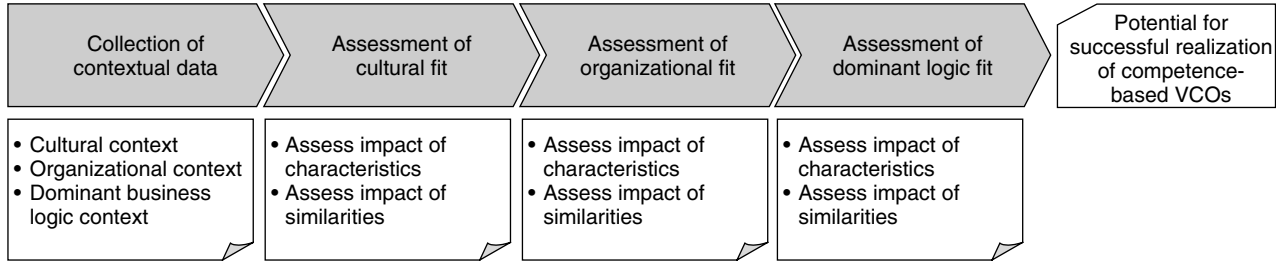 Collection of
contextual data
Assessment of
cultural fit
Assessment of
organizational fit
Assessment of
dominant logic fit
Potential for
successful realization
of competence-
based VCOs
• Cultural context
• Organizational context
• Dominant business
logic context
• Assess impact of
characteristics
• Assess impact of
similarities
• Assess impact of
characteristics
• Assess impact of
similarities
• Assess impact of
characteristics
• Assess impact of
similarities